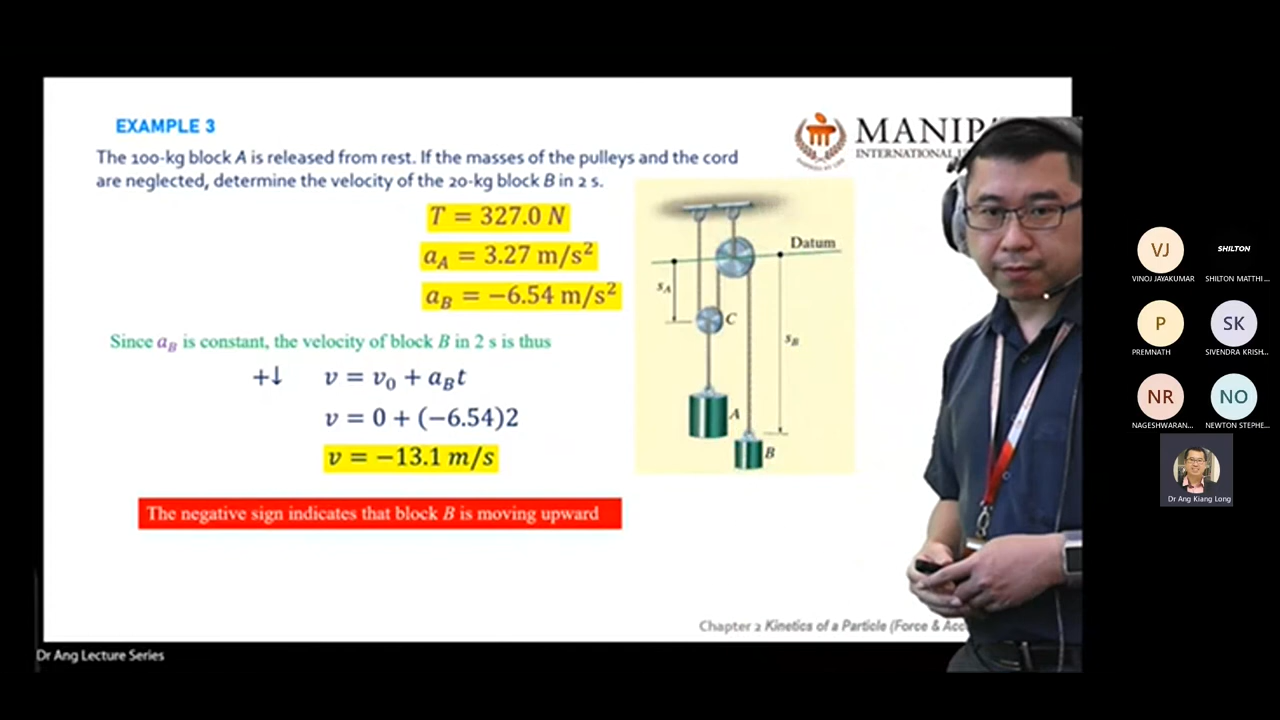 EXAMPLE 3
The 100-kg block A is released from rest. If the masses of the pulleys and the cord
are neglected, determine the velocity of the 20-kg block B in 2 s.
T = 327.0 N
a_A = 3.27 m/s²
a_B = −6.54 m/s²
Since a_B is constant, the velocity of block B in 2 s is thus
+↓ v = v₀ + a_B t
v = 0 + (−6.54)2
v = −13.1 m/s
The negative sign indicates that block B is moving upward
INTERNATIONAL
Datum
s_A
C
s_B
A
B
Chapter 2 Kinetics of a Particle (Force &
Dr Ang Lecture Series
VJ
SHILTON
VINOJ JAYAKUMAR
SHILTON MATTHI...
P
SK
PREMNATH
SIVENDRA KRISH...
NR
NO
NAGESHWARAN...
NEWTON STEPHE...
Dr Ang Kiang Long